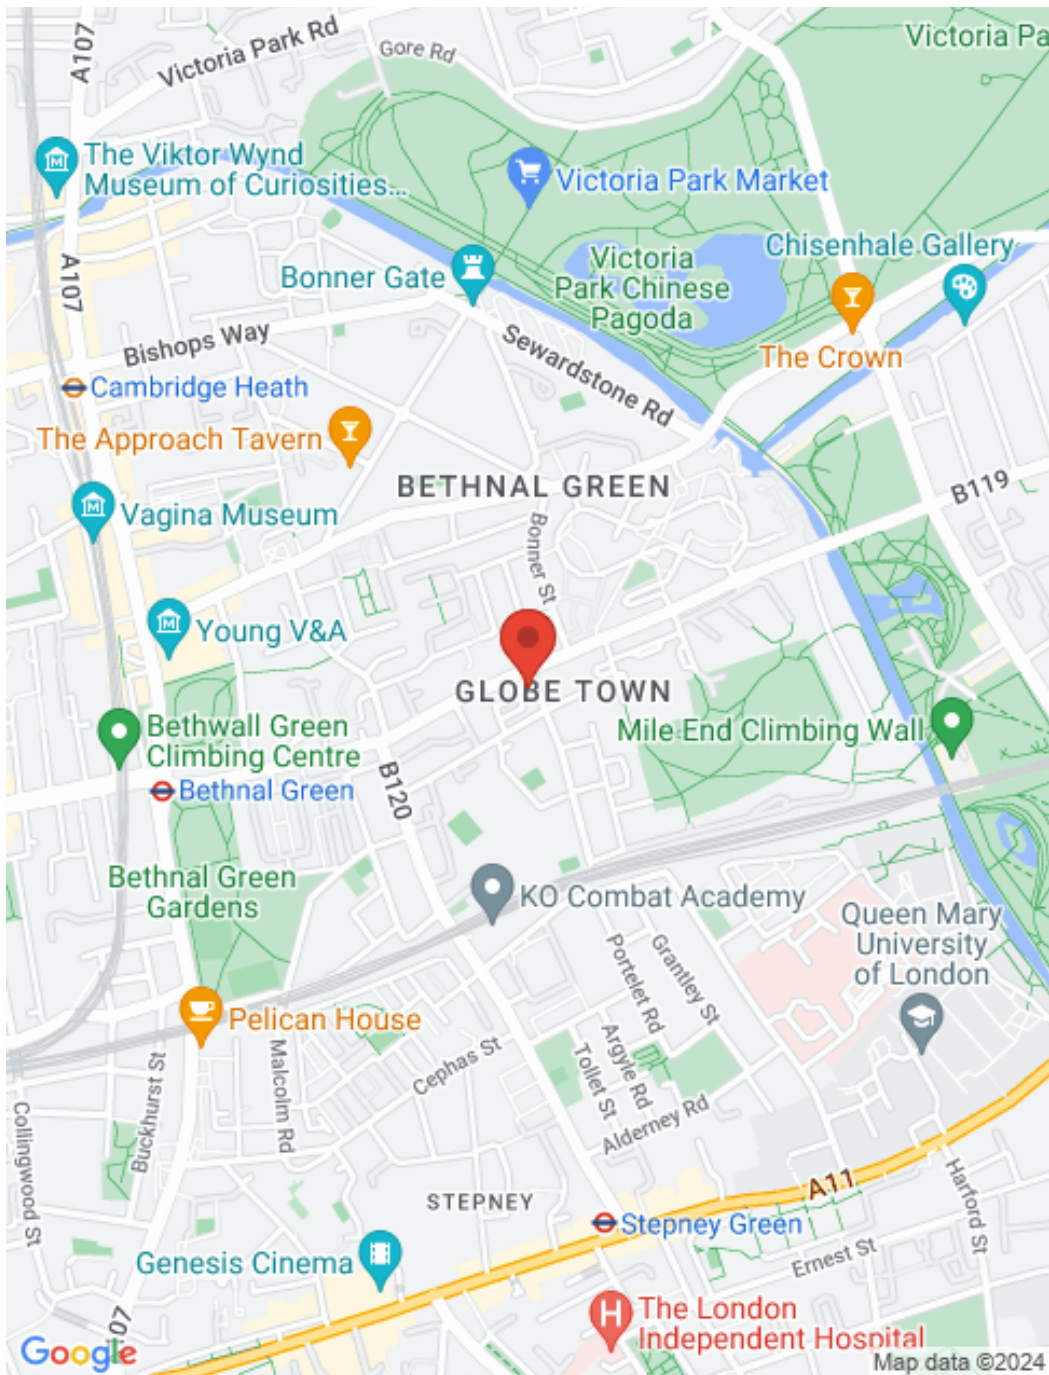 A107
Victoria Park Rd
Gore Rd
Victoria Pa
The Viktor Wynd
Museum of Curiosities...
Victoria Park Market
A107
Bonner Gate
Victoria
Park Chinese
Pagoda
Chisenhale Gallery
Bishops Way
Sewardstone Rd
The Crown
Cambridge Heath
The Approach Tavern
BETHNAL GREEN
B119
Vagina Museum
Bonner St
Young V&A
GLOBE TOWN
Bethwall Green
Climbing Centre
Mile End Climbing Wall
Bethnal Green
B120
Bethnal Green
Gardens
KO Combat Academy
Queen Mary
University
of London
Portelet Rd
Grantley St
Pelican House
Buckhurst St
Malcolm Rd
Cephas St
Tollet St
Argyle Rd
Alderney Rd
Collingwood St
STEPNEY
A11
Harford St
Stepney Green
Genesis Cinema
Ernest St
The London
Independent Hospital
07
Google
Map data ©2024